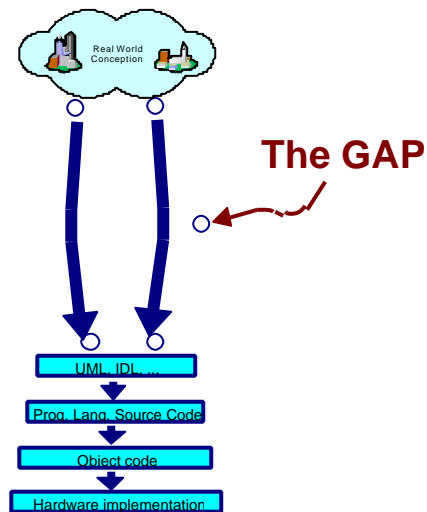 Real World
Conception
The GAP
UML, IDL, ...
Prog. Lang. Source Code
Object code
Hardware implementation